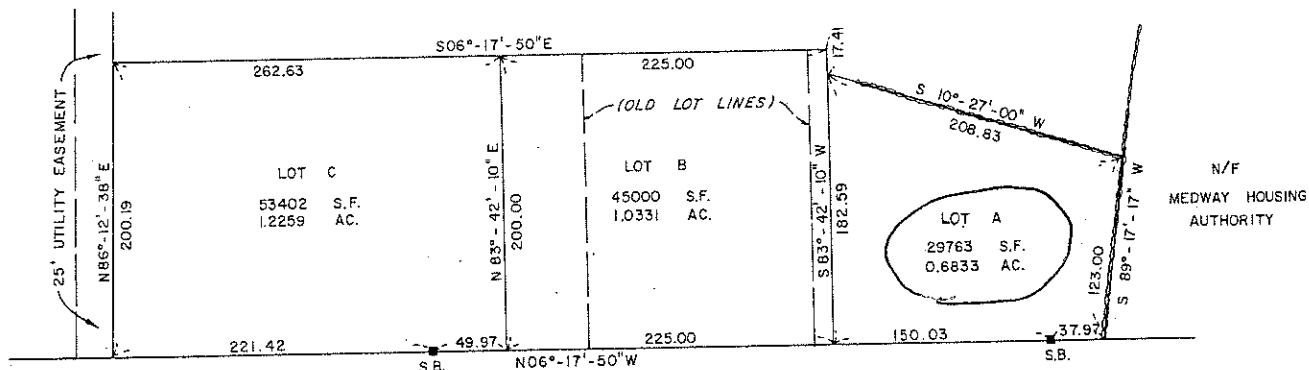 S06°-17'-50"E
262.63
225.00
17.41
(OLD LOT LINES)
S 10°-27'-00" W
208.83
25' UTILITY EASEMENT
N86°-12'-38"E
200.19
LOT C
53402 S.F.
1.2259 AC.
N 83°-42'-10" E
200.00
LOT B
45000 S.F.
1.0331 AC.
S 83°-42'-10" W
182.59
LOT A
29763 S.F.
0.6833 AC.
123.00
S 89°-17'-17" W
N/F
MEDWAY HOUSING
AUTHORITY
221.42
49.97
S.B.
N06°-17'-50"W
225.00
150.03
37.97
S.B.